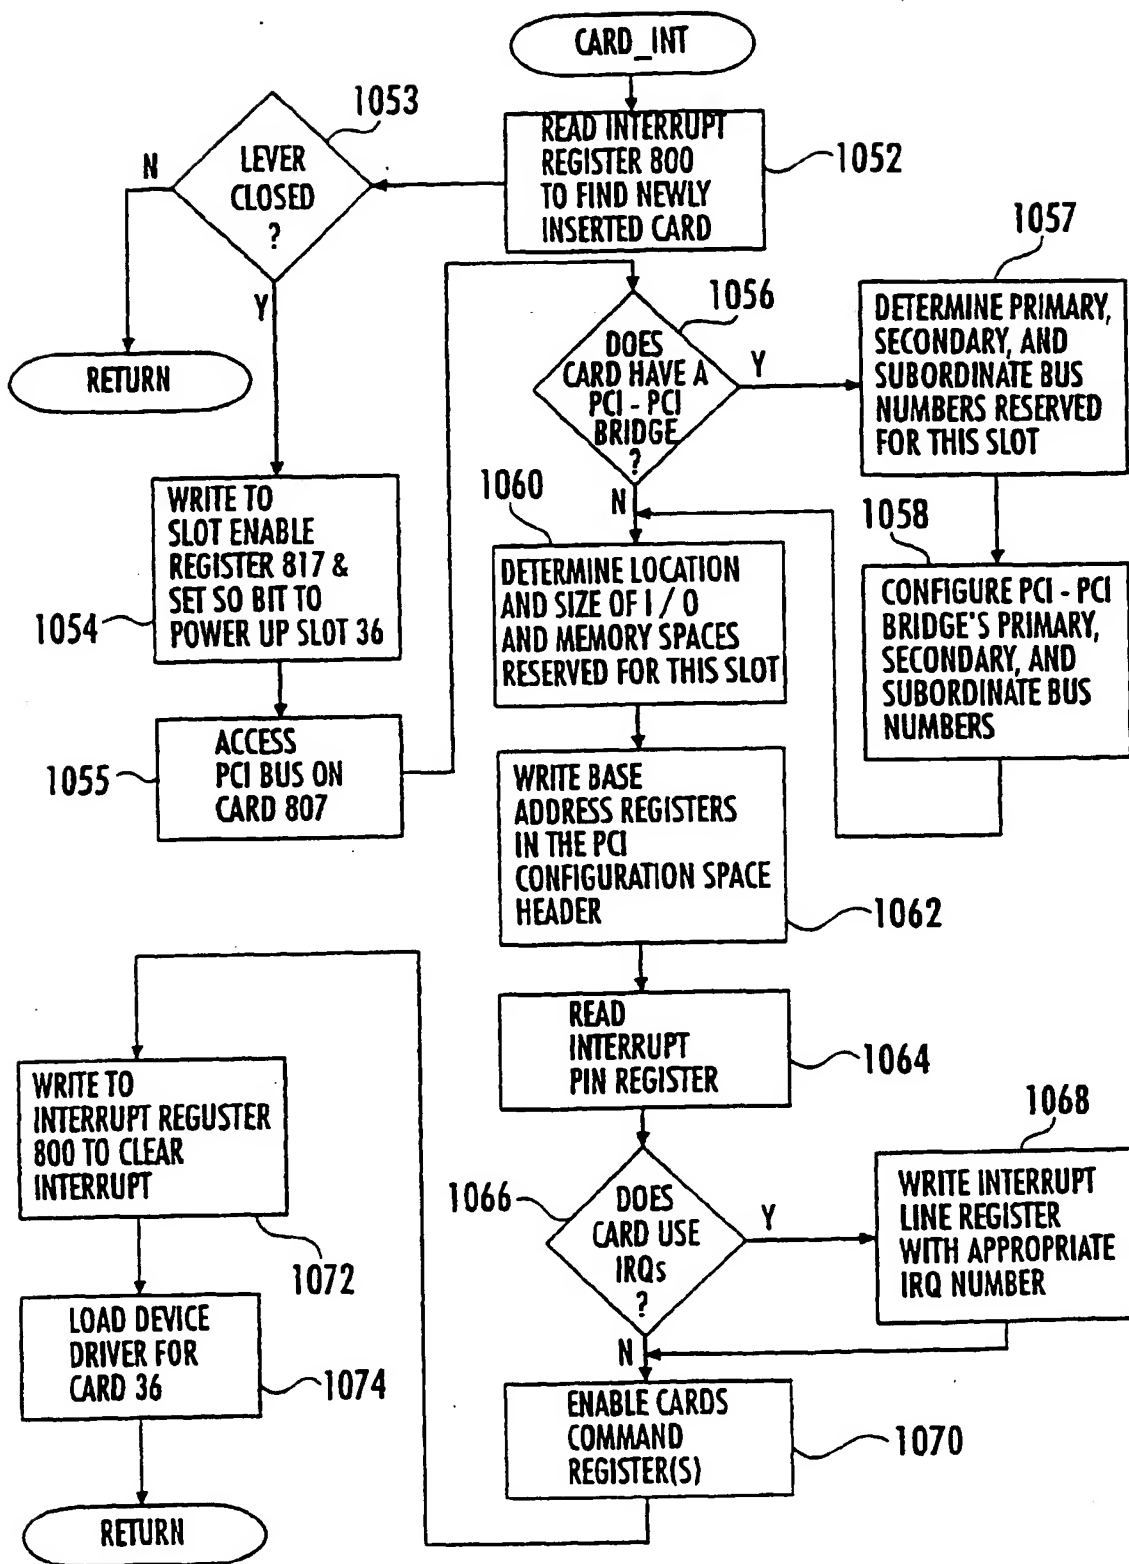 CARD_INT
READ INTERRUPT
REGISTER 800
TO FIND NEWLY
INSERTED CARD
1052
1053
LEVER
CLOSED
?
N
Y
RETURN
WRITE TO
SLOT ENABLE
REGISTER 817 &
SET SO BIT TO
POWER UP SLOT 36
1054
ACCESS
PCI BUS ON
CARD 807
1055
1056
DOES
CARD HAVE A
PCI - PCI
BRIDGE
?
Y
N
1057
DETERMINE PRIMARY,
SECONDARY, AND
SUBORDINATE BUS
NUMBERS RESERVED
FOR THIS SLOT
1058
CONFIGURE PCI - PCI
BRIDGE'S PRIMARY,
SECONDARY, AND
SUBORDINATE BUS
NUMBERS
1060
DETERMINE LOCATION
AND SIZE OF I / O
AND MEMORY SPACES
RESERVED FOR THIS SLOT
WRITE BASE
ADDRESS REGISTERS
IN THE PCI
CONFIGURATION SPACE
HEADER
1062
READ
INTERRUPT
PIN REGISTER
1064
1066
DOES
CARD USE
IRQs
?
Y
N
1068
WRITE INTERRUPT
LINE REGISTER
WITH APPROPRIATE
IRQ NUMBER
ENABLE CARDS
COMMAND
REGISTER(S)
1070
WRITE TO
INTERRUPT REGUSTER
800 TO CLEAR
INTERRUPT
1072
LOAD DEVICE
DRIVER FOR
CARD 36
1074
RETURN